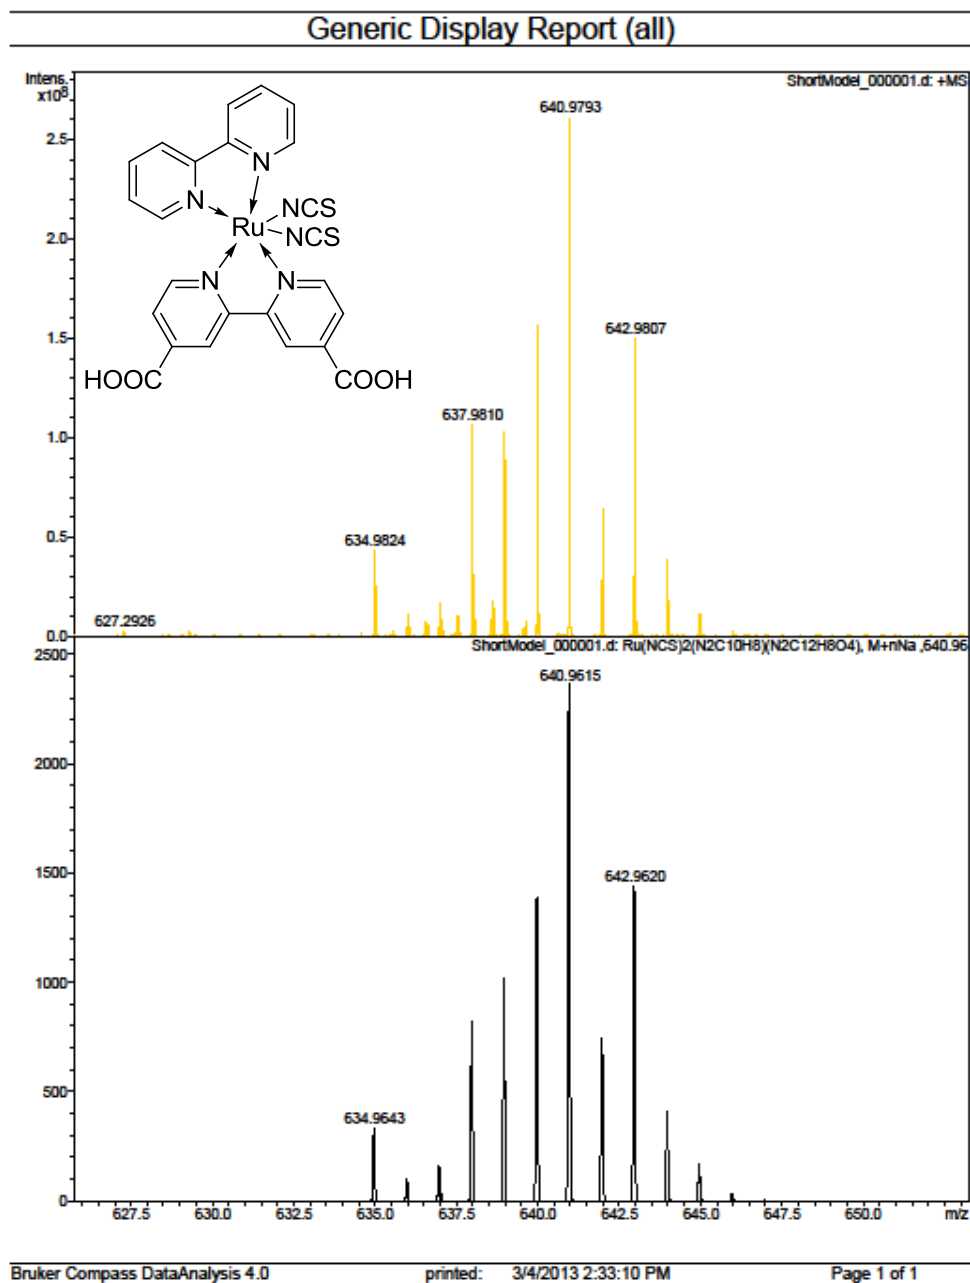 Generic Display Report (all)
Intens.
x10⁸
ShortModel_000001.d: +MS
640.9793
2.5
N
N
NCS
Ru
NCS
2.0
N
N
642.9807
1.5
HOOC
COOH
637.9810
1.0
634.9824
0.5
627.2926
0.0
ShortModel_000001.d: Ru(NCS)2(N2C10H8)(N2C12H8O4), M+nNa ,640.96
2500
640.9615
2000
1500
642.9620
1000
634.9643
500
0
627.5 630.0 632.5 635.0 637.5 640.0 642.5 645.0 647.5 650.0 m/z
Bruker Compass DataAnalysis 4.0 printed: 3/4/2013 2:33:10 PM Page 1 of 1